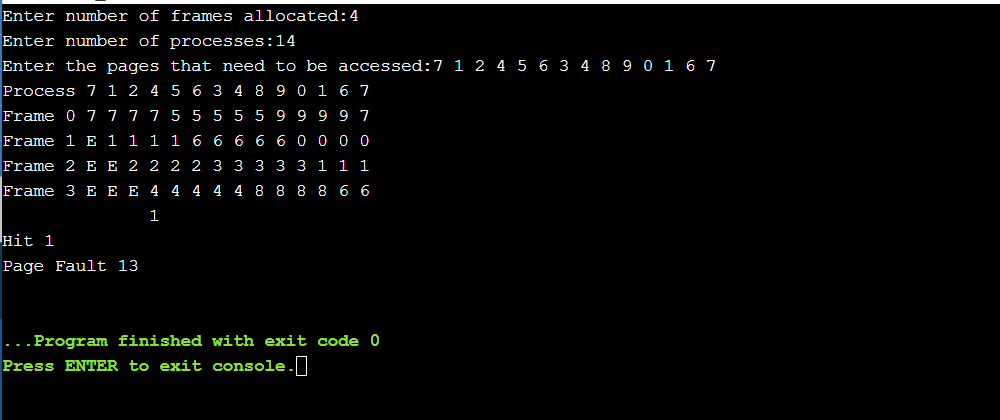 Enter number of frames allocated:4
Enter number of processes:14
Enter the pages that need to be accessed:7 1 2 4 5 6 3 4 8 9 0 1 6 7
Process 7 1 2 4 5 6 3 4 8 9 0 1 6 7
Frame 0 7 7 7 7 5 5 5 5 5 9 9 9 9 7
Frame 1 E 1 1 1 1 6 6 6 6 6 0 0 0 0
Frame 2 E E 2 2 2 2 3 3 3 3 3 1 1 1
Frame 3 E E E 4 4 4 4 4 8 8 8 8 6 6
1
Hit 1
Page Fault 13
...Program finished with exit code 0
Press ENTER to exit console.